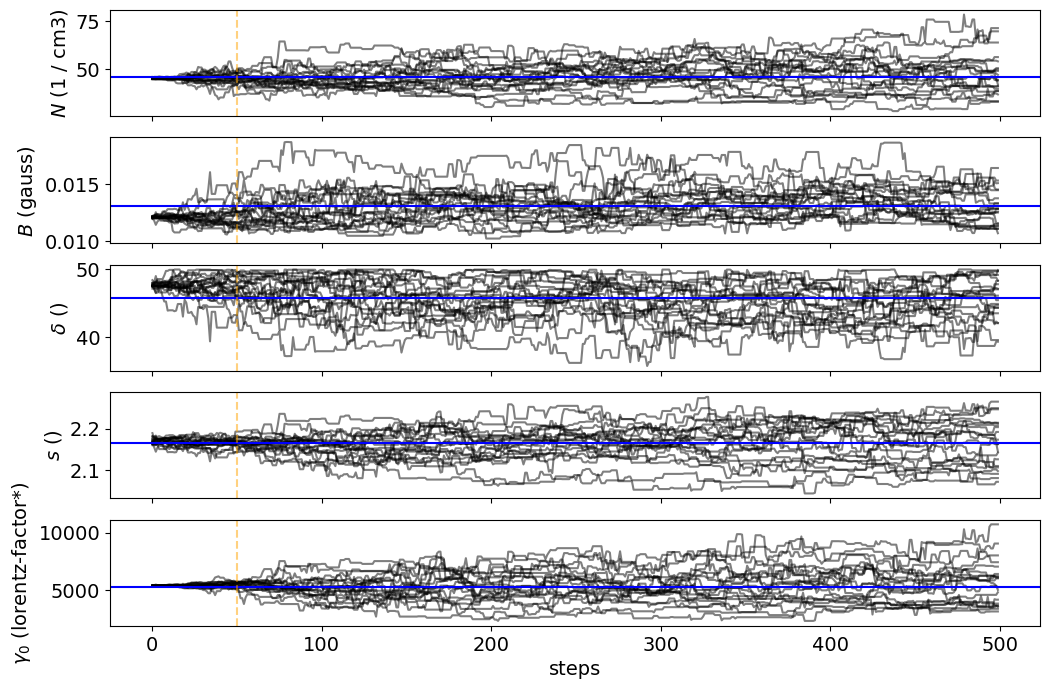 N (1 / cm3)
75
50
B (gauss)
0.015
0.010
δ ()
50
40
s ()
2.2
2.1
γ₀ (lorentz-factor*)
10000
5000
0 100 200 300 400 500
steps